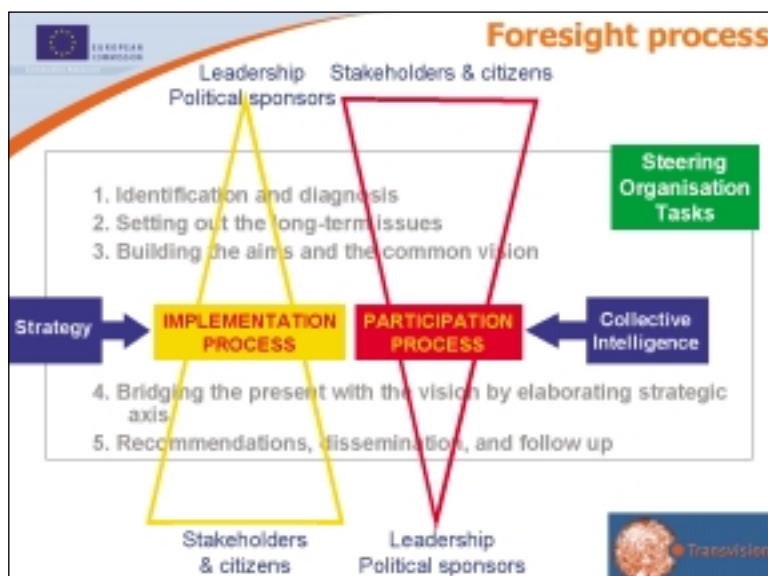 EUROPEAN
COMMISSION
Foresight process
Leadership
Political sponsors
Stakeholders & citizens
Steering
Organisation
Tasks
1. Identification and diagnosis
2. Setting out the long-term issues
3. Building the aims and the common vision
Strategy
IMPLEMENTATION
PROCESS
PARTICIPATION
PROCESS
Collective
Intelligence
4. Bridging the present with the vision by elaborating strategic
axis
5. Recommendations, dissemination, and follow up
Stakeholders
& citizens
Leadership
Political sponsors
Transvision